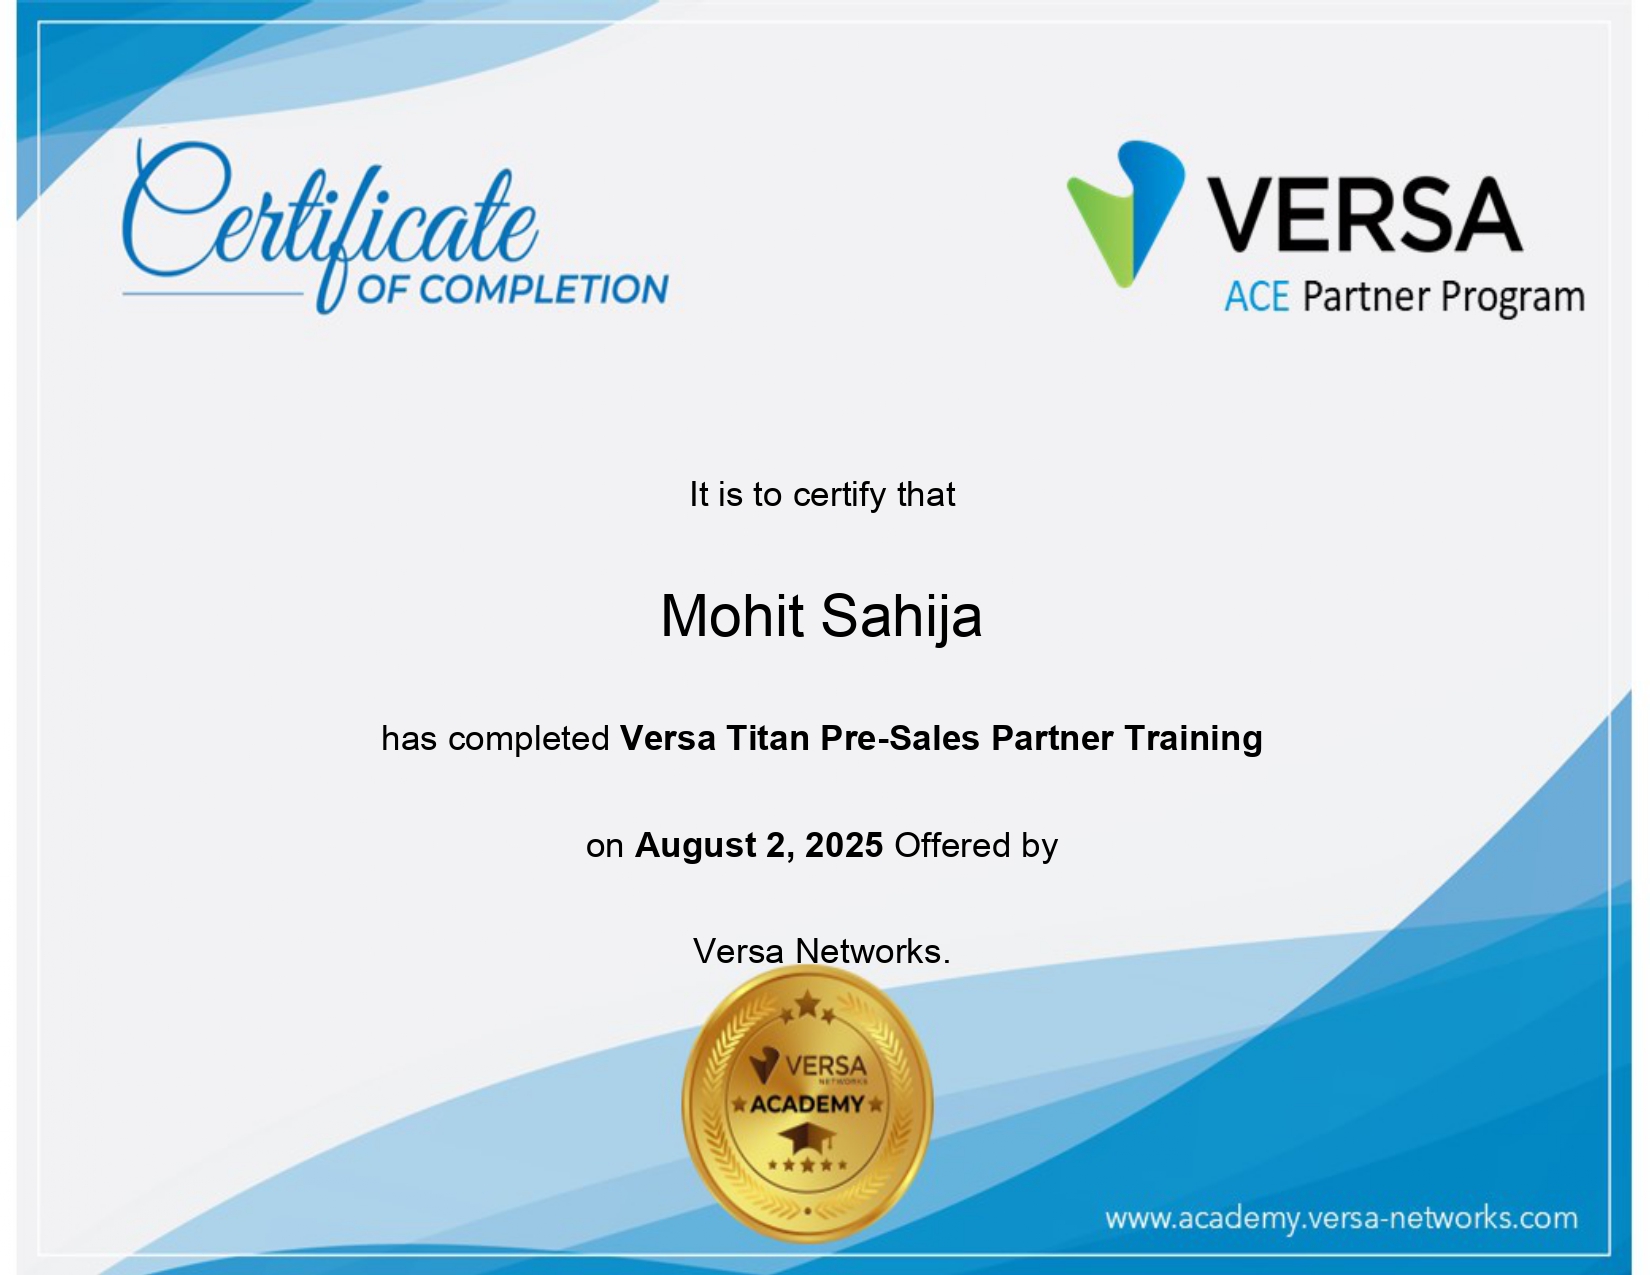 Certificate
OF COMPLETION
VERSA
ACE Partner Program
It is to certify that
Mohit Sahija
has completed Versa Titan Pre-Sales Partner Training
on August 2, 2025 Offered by
Versa Networks.
VERSA
NETWORKS
ACADEMY
www.academy.versa-networks.com